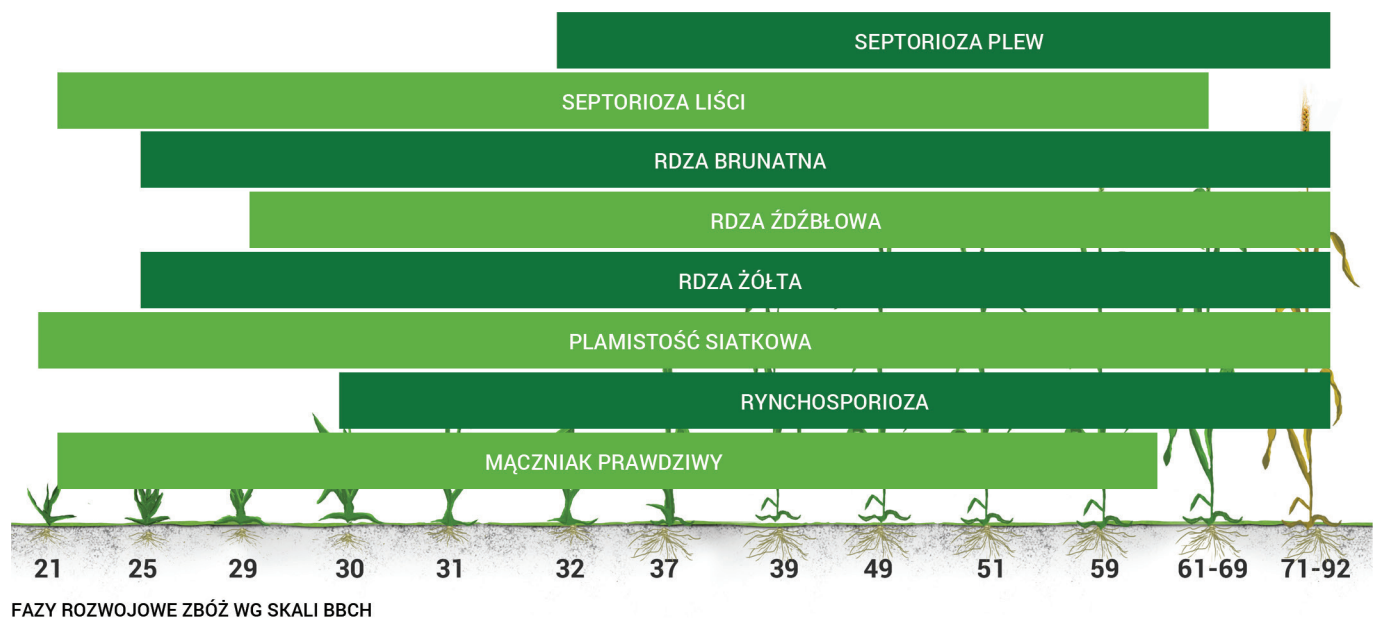 SEPTORIOZA PLEW
SEPTORIOZA LIŚCI
RDZA BRUNATNA
RDZA ŹDŹBŁOWA
RDZA ŻÓŁTA
PLAMISTOŚĆ SIATKOWA
RYNCHOSPORIOZA
MĄCZNIAK PRAWDZIWY
21 25 29 30 31 32 37 39 49 51 59 61-69 71-92
FAZY ROZWOJOWE ZBÓŻ WG SKALI BBCH